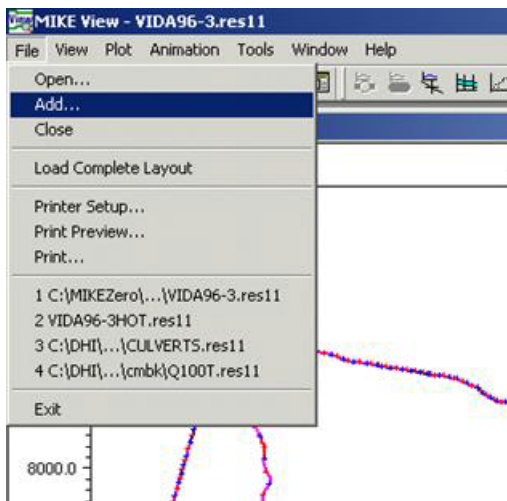 MIKE View - VIDA96-3.res11
File View Plot Animation Tools Window Help
Open...
Add...
Close
Load Complete Layout
Printer Setup...
Print Preview...
Print...
1 C:\MIKEZero\...\VIDA96-3.res11
2 VIDA96-3HOT.res11
3 C:\DHI\...\CULVERTS.res11
4 C:\DHI\...\cmbk\Q100T.res11
Exit
8000.0